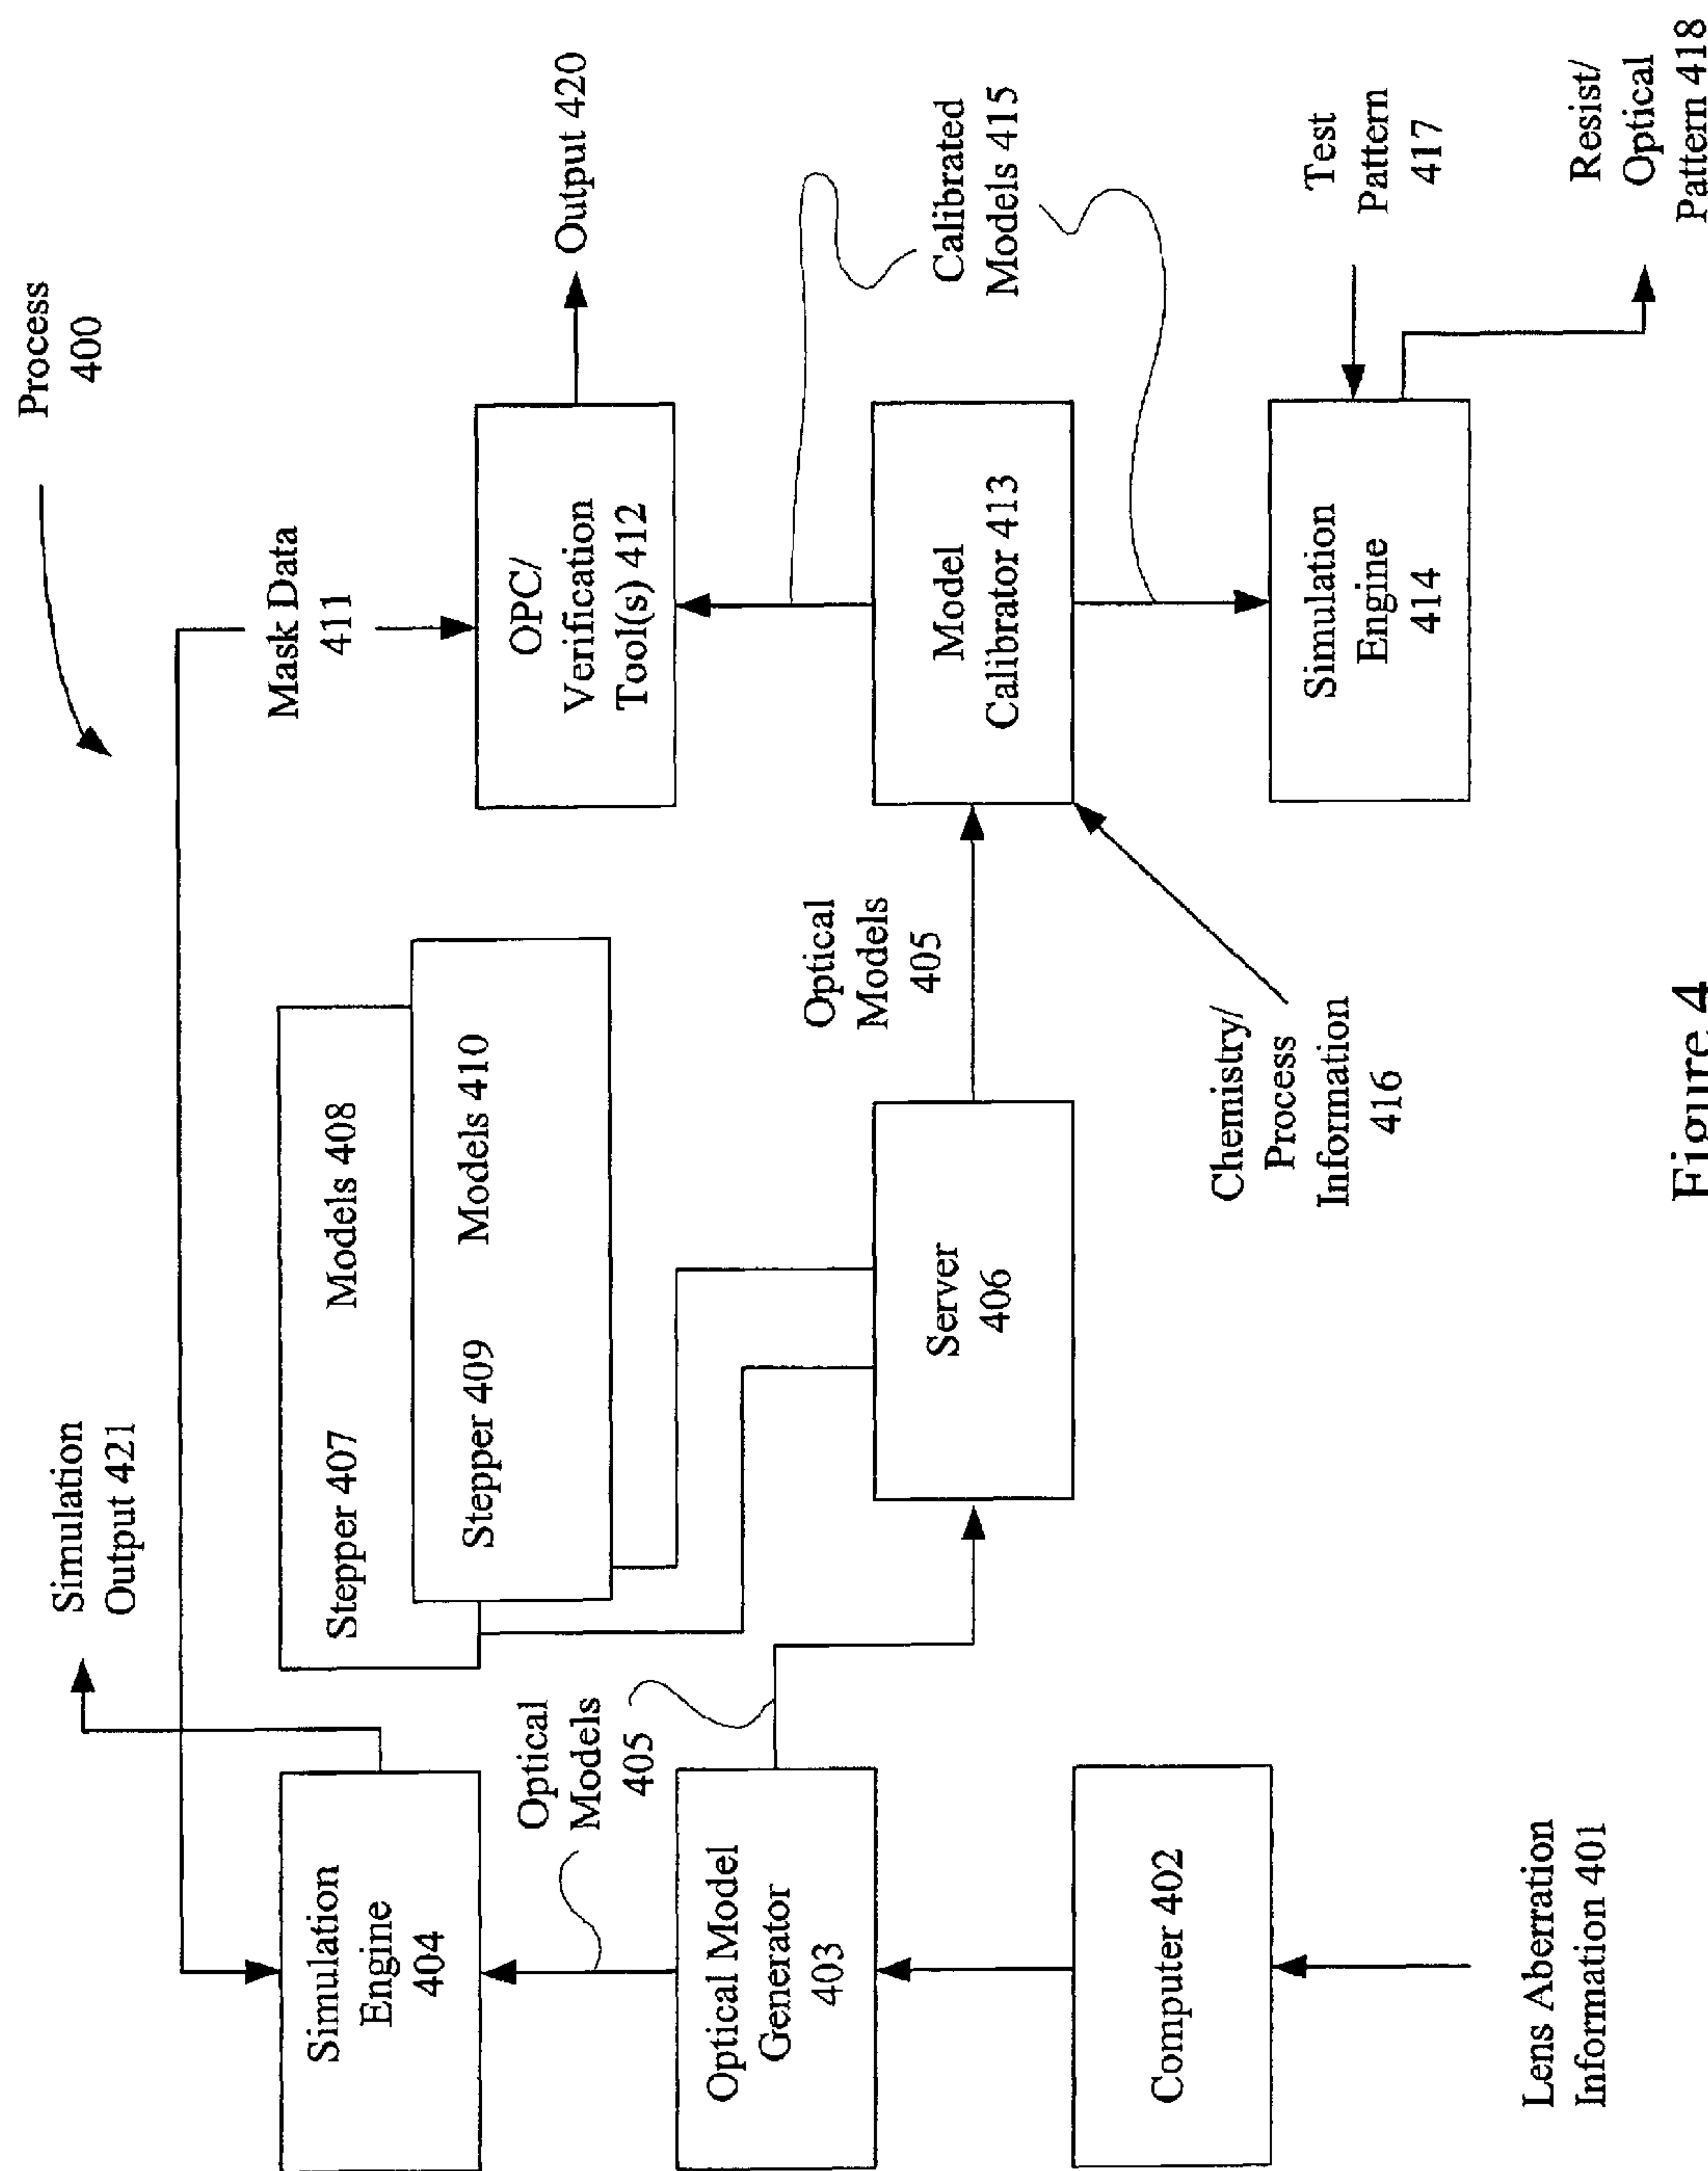 Process
400
Simulation
Output 421
Mask Data
411
Simulation
Engine
404
Stepper 407
Models 408
Stepper 409
Models 410
OPC/
Verification
Tool(s) 412
Output 420
Optical
Models
405
Optical Model
Generator
403
Optical
Models
405
Calibrated
Models 415
Server
406
Model
Calibrator 413
Computer 402
Chemistry/
Process
Information
416
Simulation
Engine
414
Test
Pattern
417
Lens Aberration
Information 401
Resist/
Optical
Pattern 418
Figure 4